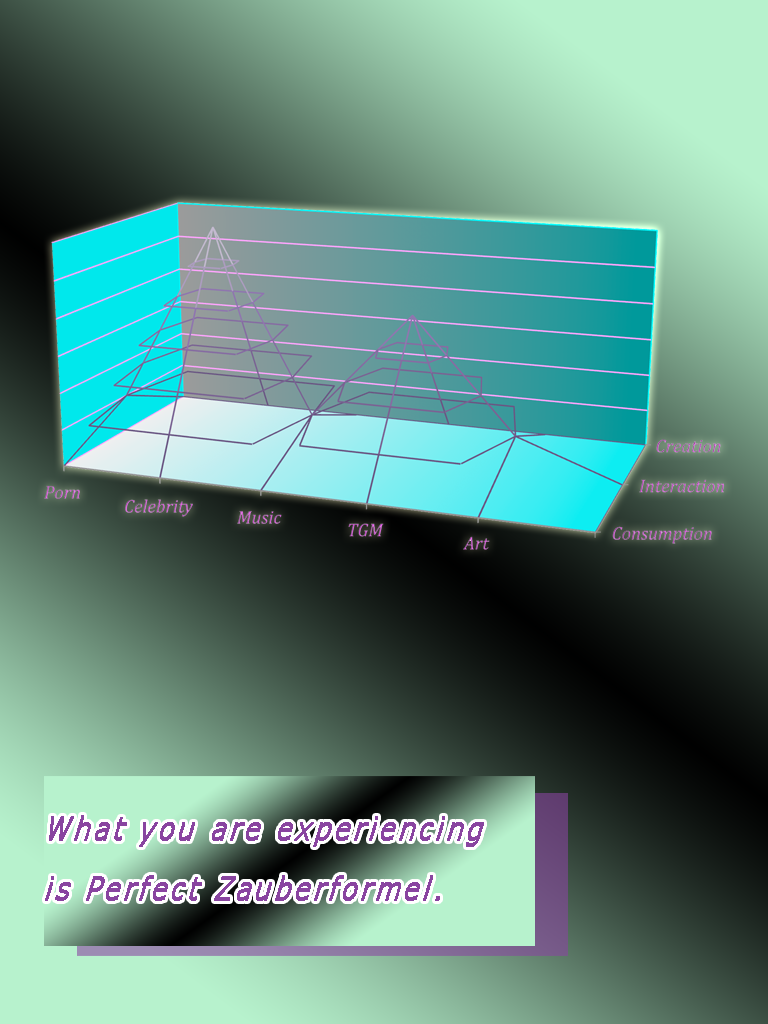 Creation
Interaction
Consumption
Porn
Celebrity
Music
TGM
Art
What you are experiencing
is Perfect Zauberformel.